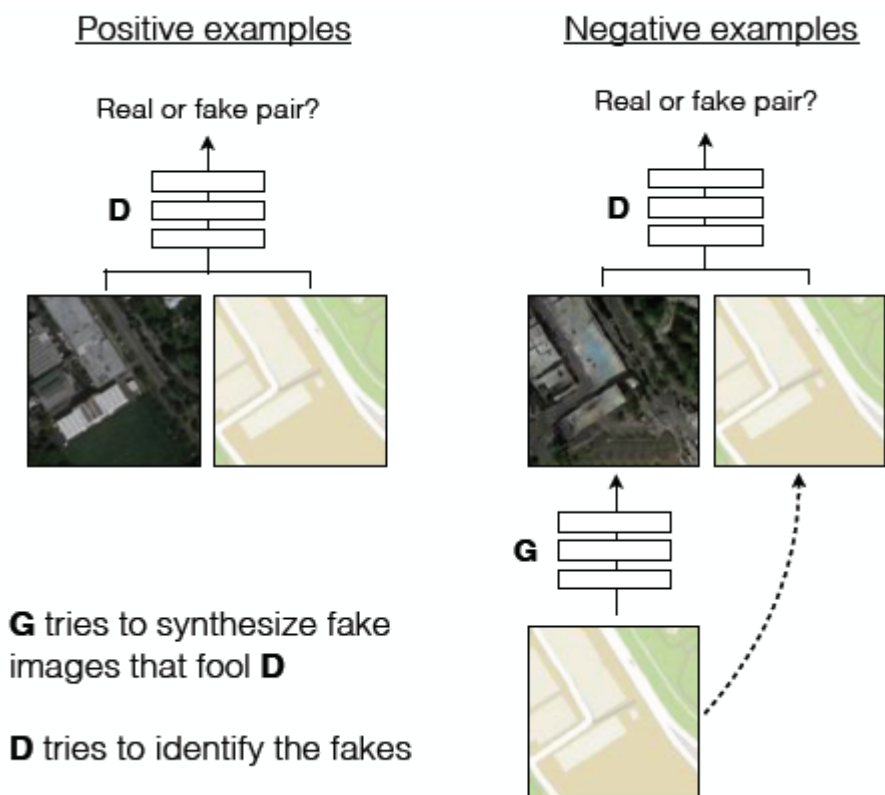 Positive examples
Real or fake pair?
D
Negative examples
Real or fake pair?
D
G
G tries to synthesize fake
images that fool D
D tries to identify the fakes